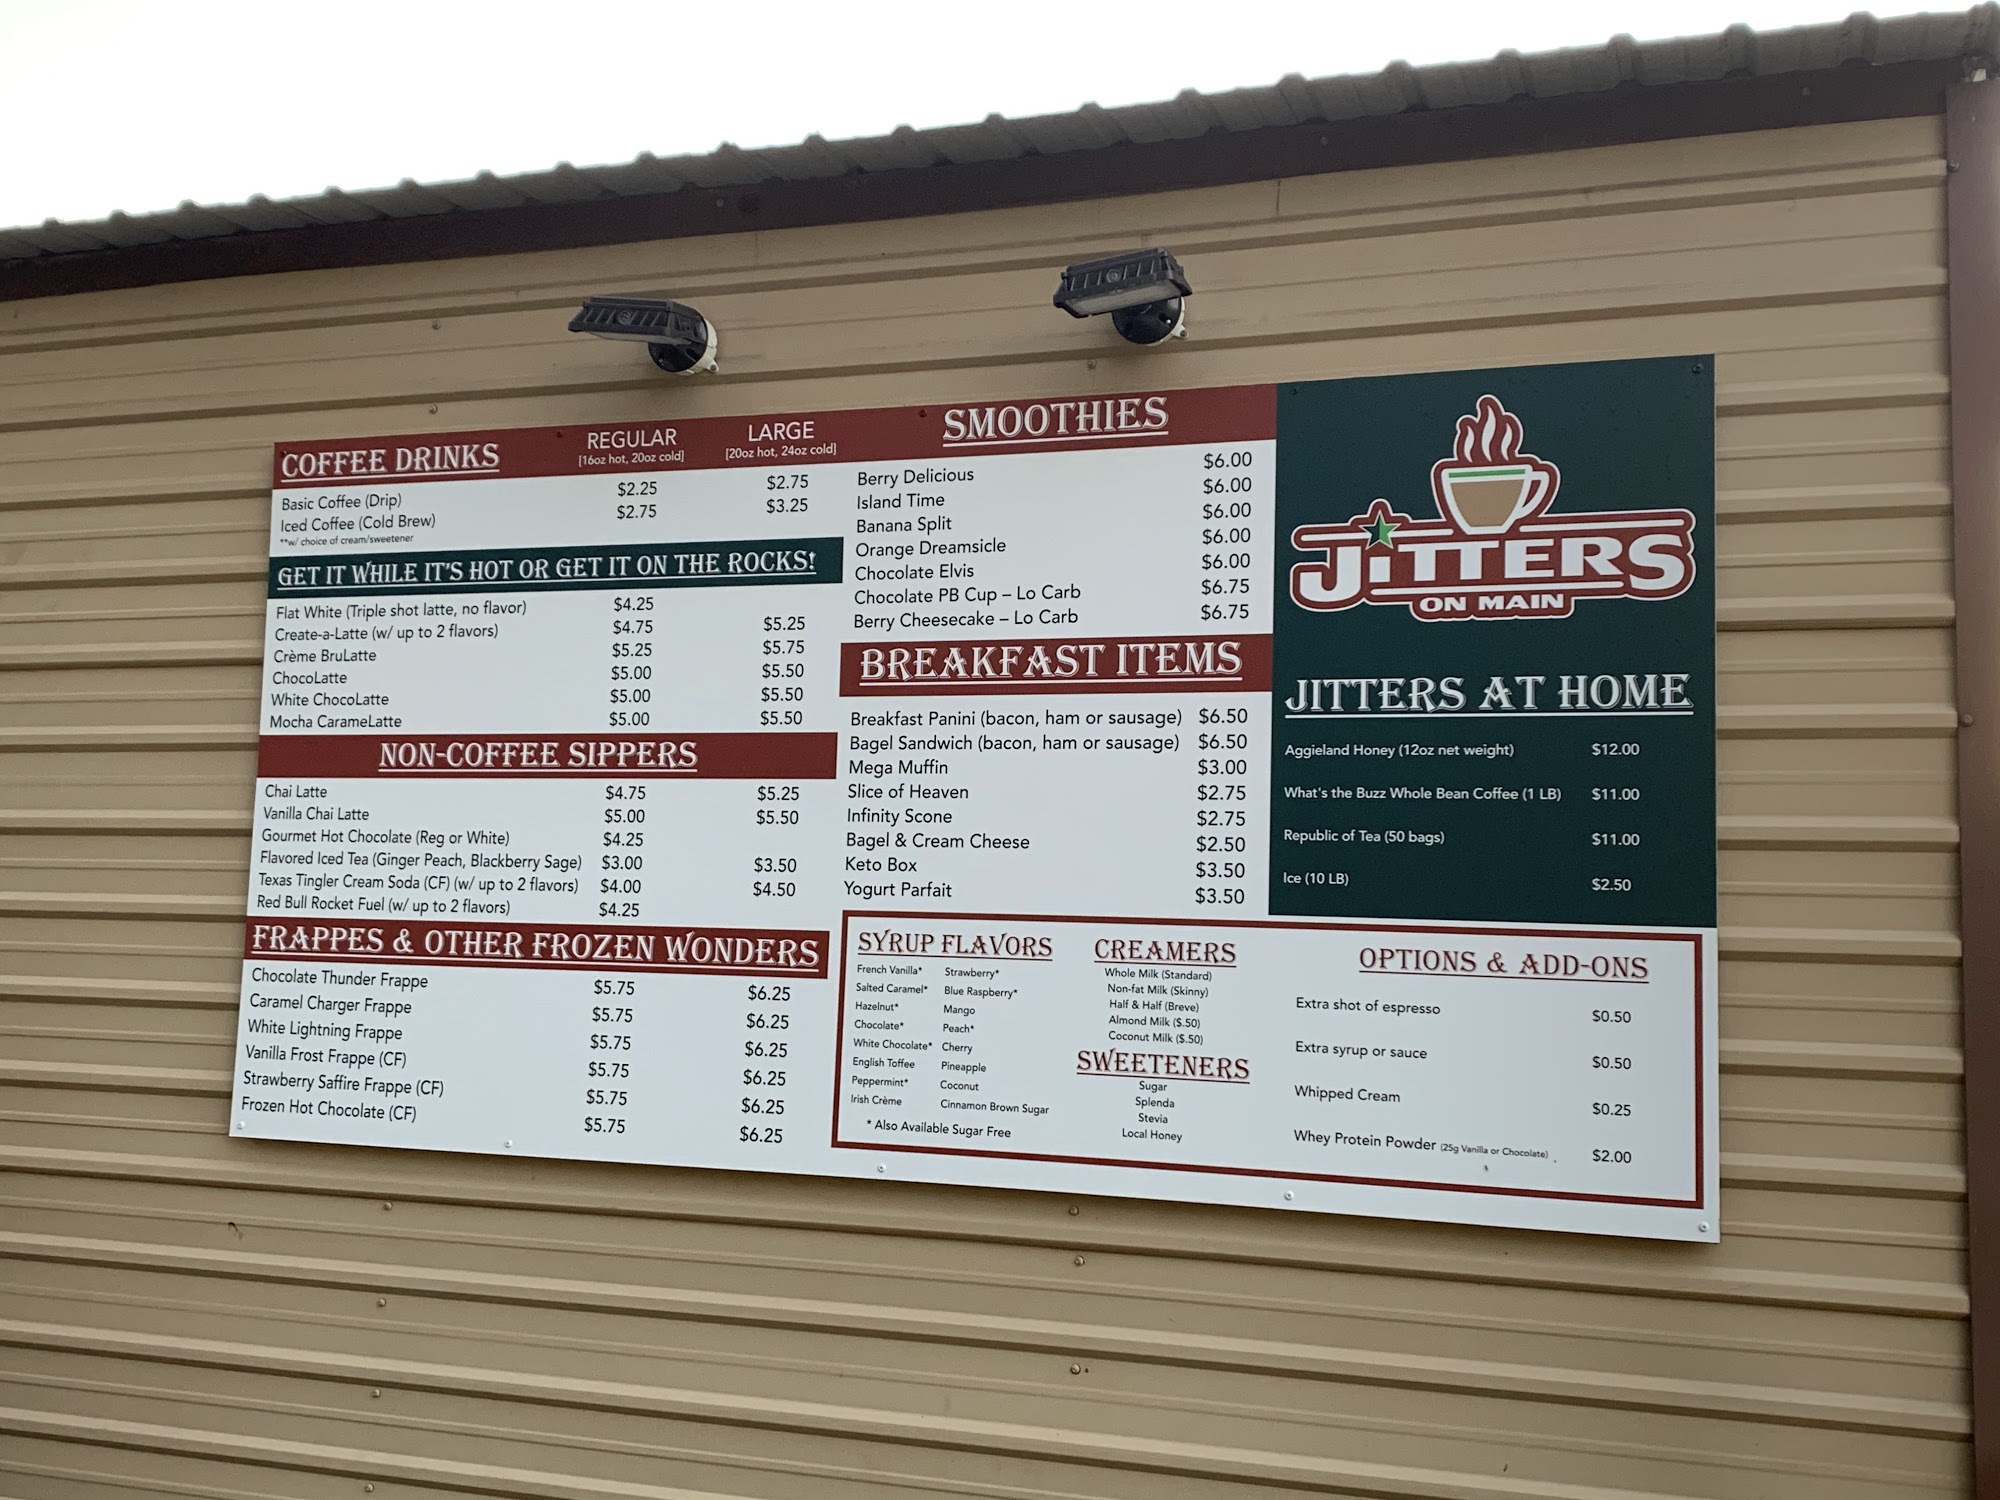 COFFEE DRINKS REGULAR LARGE
[16oz hot, 20oz cold] [20oz hot, 24oz cold]
Basic Coffee (Drip) $2.25 $2.75
Iced Coffee (Cold Brew) $2.75 $3.25
**w/ choice of cream/sweetener
GET IT WHILE IT'S HOT OR GET IT ON THE ROCKS!
Flat White (Triple shot latte, no flavor) $4.25
Create-a-Latte (w/ up to 2 flavors) $4.75 $5.25
Crème BruLatte $5.25 $5.75
ChocoLatte $5.00 $5.50
White ChocoLatte $5.00 $5.50
Mocha CarameLatte $5.00 $5.50
NON-COFFEE SIPPERS
Chai Latte $4.75 $5.25
Vanilla Chai Latte $5.00 $5.50
Gourmet Hot Chocolate (Reg or White) $4.25
Flavored Iced Tea (Ginger Peach, Blackberry Sage) $3.00 $3.50
Texas Tingler Cream Soda (CF) (w/ up to 2 flavors) $4.00 $4.50
Red Bull Rocket Fuel (w/ up to 2 flavors) $4.25
FRAPPES & OTHER FROZEN WONDERS
Chocolate Thunder Frappe $5.75 $6.25
Caramel Charger Frappe $5.75 $6.25
White Lightning Frappe $5.75 $6.25
Vanilla Frost Frappe (CF) $5.75 $6.25
Strawberry Saffire Frappe (CF) $5.75 $6.25
Frozen Hot Chocolate (CF) $5.75 $6.25
SMOOTHIES
Berry Delicious $6.00
Island Time $6.00
Banana Split $6.00
Orange Dreamsicle $6.00
Chocolate Elvis $6.00
Chocolate PB Cup – Lo Carb $6.75
Berry Cheesecake – Lo Carb $6.75
BREAKFAST ITEMS
Breakfast Panini (bacon, ham or sausage) $6.50
Bagel Sandwich (bacon, ham or sausage) $6.50
Mega Muffin $3.00
Slice of Heaven $2.75
Infinity Scone $2.75
Bagel & Cream Cheese $2.50
Keto Box $3.50
Yogurt Parfait $3.50
JITTERS
ON MAIN
JITTERS AT HOME
Aggieland Honey (12oz net weight) $12.00
What's the Buzz Whole Bean Coffee (1 LB) $11.00
Republic of Tea (50 bags) $11.00
Ice (10 LB) $2.50
SYRUP FLAVORS
French Vanilla* Strawberry*
Salted Caramel* Blue Raspberry*
Hazelnut* Mango
Chocolate* Peach*
White Chocolate* Cherry
English Toffee Pineapple
Peppermint* Coconut
Irish Crème Cinnamon Brown Sugar
* Also Available Sugar Free
CREAMERS
Whole Milk (Standard)
Non-fat Milk (Skinny)
Half & Half (Breve)
Almond Milk ($.50)
Coconut Milk ($.50)
SWEETENERS
Sugar
Splenda
Stevia
Local Honey
OPTIONS & ADD-ONS
Extra shot of espresso $0.50
Extra syrup or sauce $0.50
Whipped Cream $0.25
Whey Protein Powder (25g Vanilla or Chocolate) $2.00